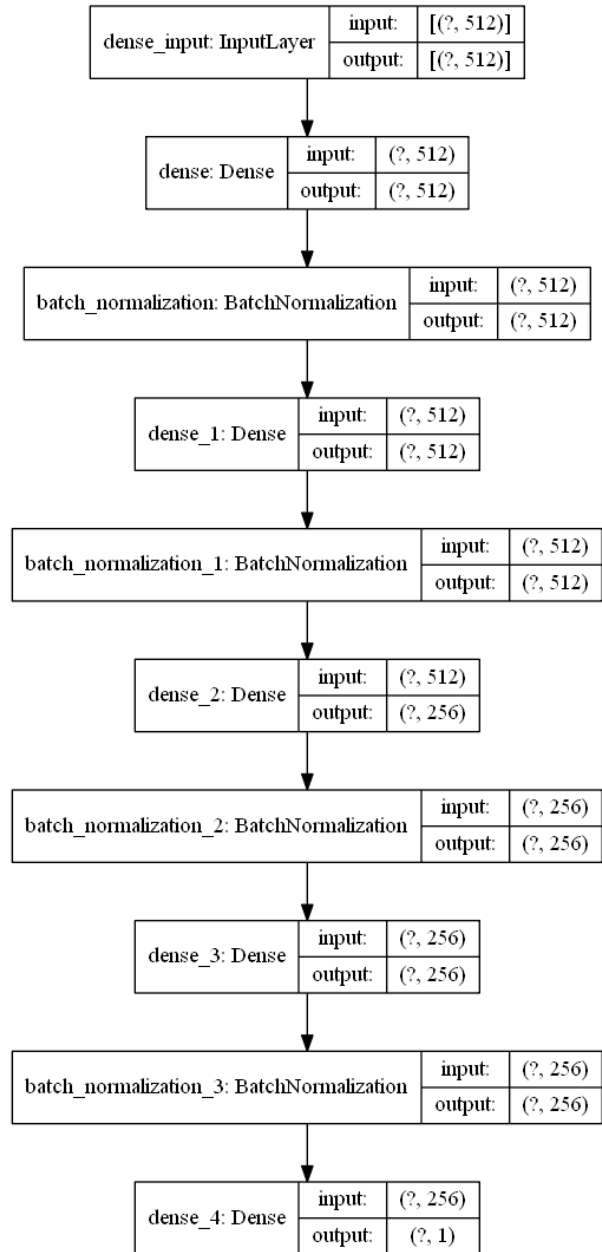 dense_input: InputLayer
input: [(?, 512)]
output: [(?, 512)]
dense: Dense
input: (?, 512)
output: (?, 512)
batch_normalization: BatchNormalization
input: (?, 512)
output: (?, 512)
dense_1: Dense
input: (?, 512)
output: (?, 512)
batch_normalization_1: BatchNormalization
input: (?, 512)
output: (?, 512)
dense_2: Dense
input: (?, 512)
output: (?, 256)
batch_normalization_2: BatchNormalization
input: (?, 256)
output: (?, 256)
dense_3: Dense
input: (?, 256)
output: (?, 256)
batch_normalization_3: BatchNormalization
input: (?, 256)
output: (?, 256)
dense_4: Dense
input: (?, 256)
output: (?, 1)